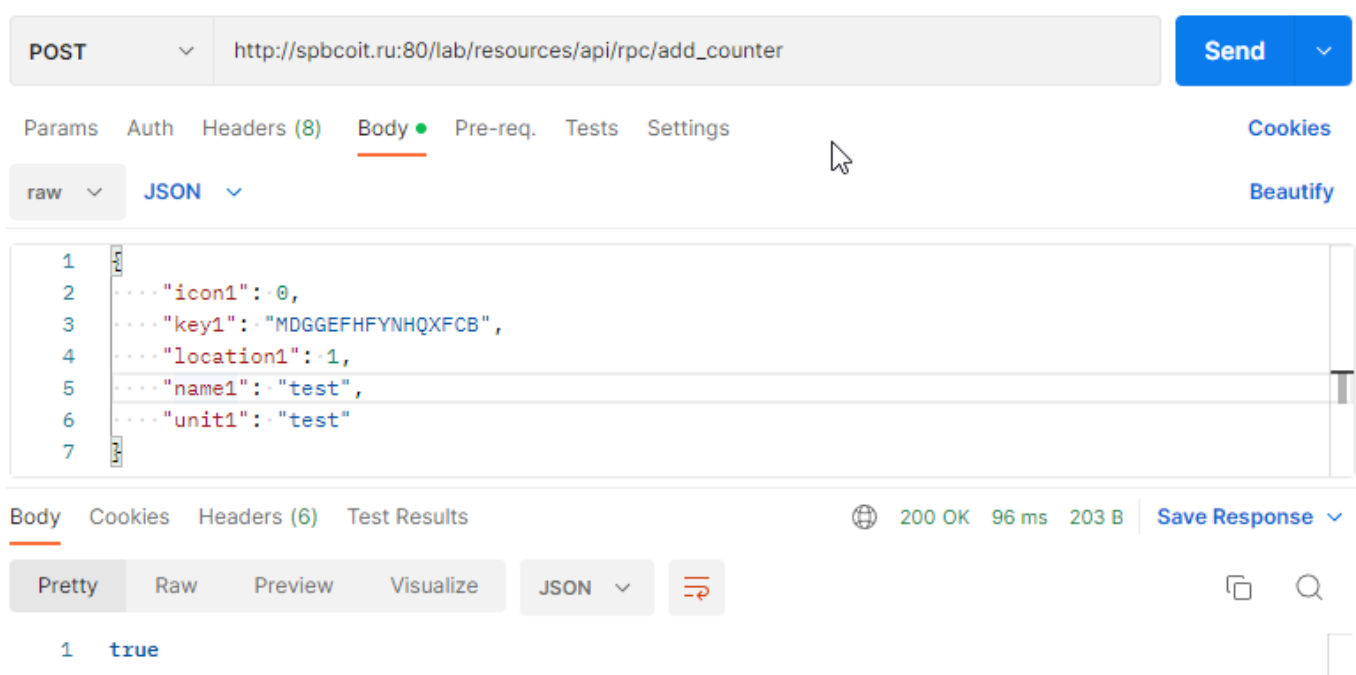 POST http://spbcoit.ru:80/lab/resources/api/rpc/add_counter Send
Params Auth Headers (8) Body Pre-req. Tests Settings Cookies
raw JSON Beautify
1 {
2 "icon1": 0,
3 "key1": "MDGGEFHFYNHQXFCB",
4 "location1": 1,
5 "name1": "test",
6 "unit1": "test"
7 }
Body Cookies Headers (6) Test Results 200 OK 96 ms 203 B Save Response
Pretty Raw Preview Visualize JSON
1 true